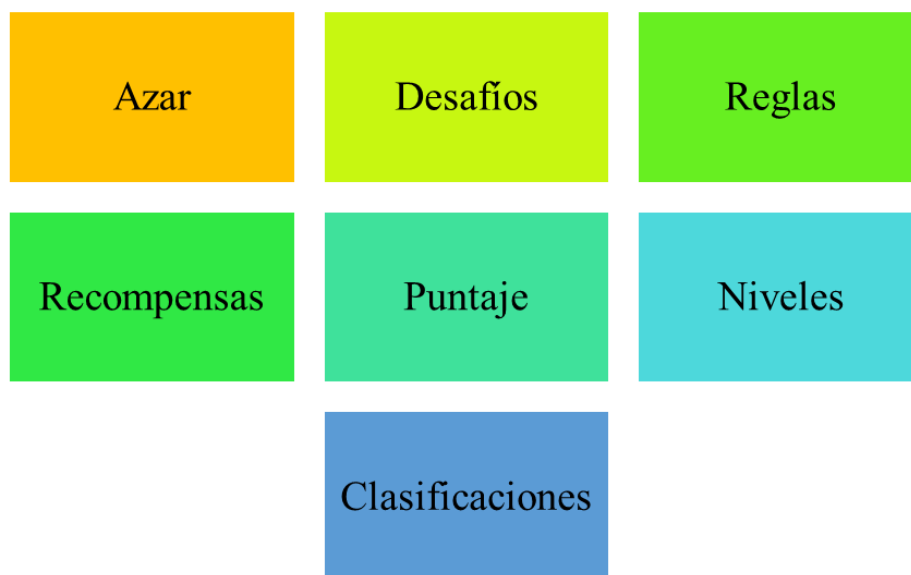 Azar
Desafíos
Reglas
Recompensas
Puntaje
Niveles
Clasificaciones